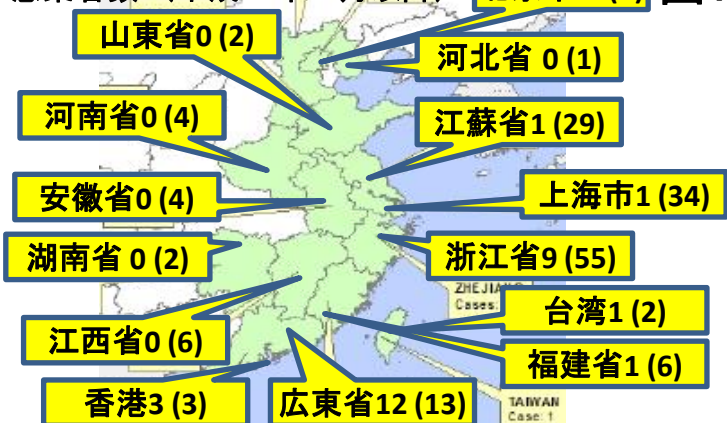 山東省0 (2)
河北省 0 (1)
河南省0 (4)
江蘇省1 (29)
安徽省0 (4)
上海市1 (34)
湖南省 0 (2)
浙江省9 (55)
ZHEJIANG
Cases:
台湾1 (2)
江西省0 (6)
福建省1 (6)
香港3 (3)
広東省12 (13)
TAIWAN
Case: 1